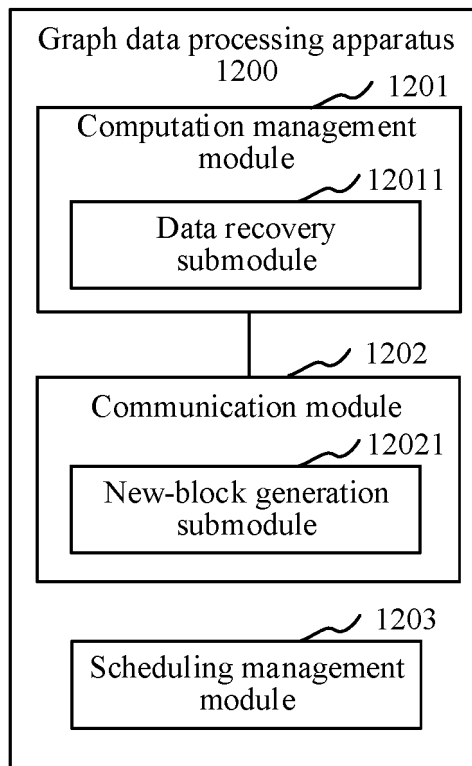 Graph data processing apparatus
1200
1201
Computation management
module
12011
Data recovery
submodule
1202
Communication module
12021
New-block generation
submodule
1203
Scheduling management
module